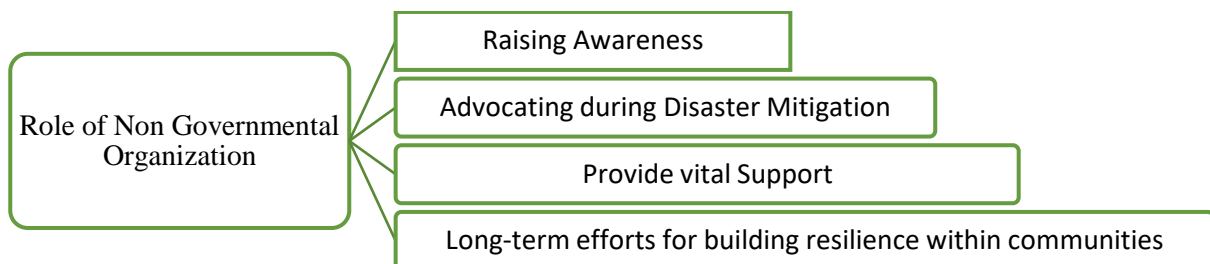 Role of Non Governmental
Organization
Raising Awareness
Advocating during Disaster Mitigation
Provide vital Support
Long-term efforts for building resilience within communities